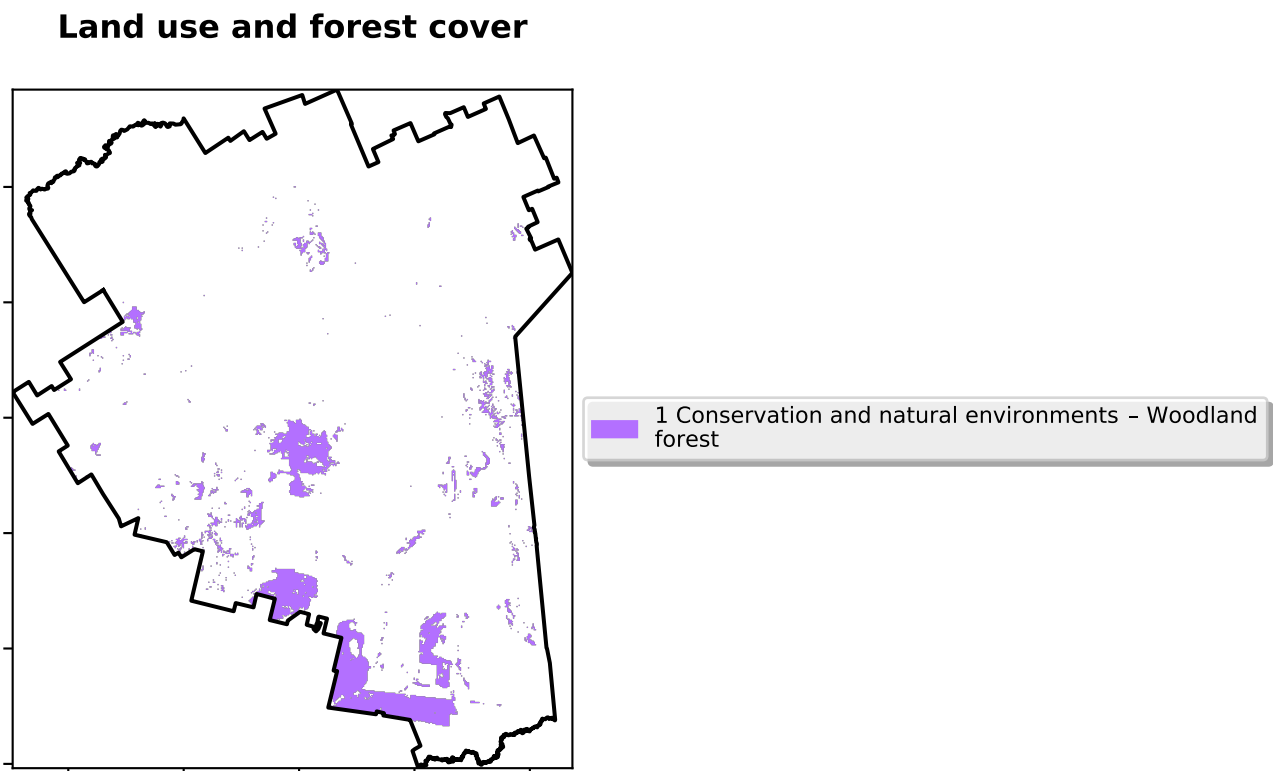 Land use and forest cover
1 Conservation and natural environments – Woodland
forest